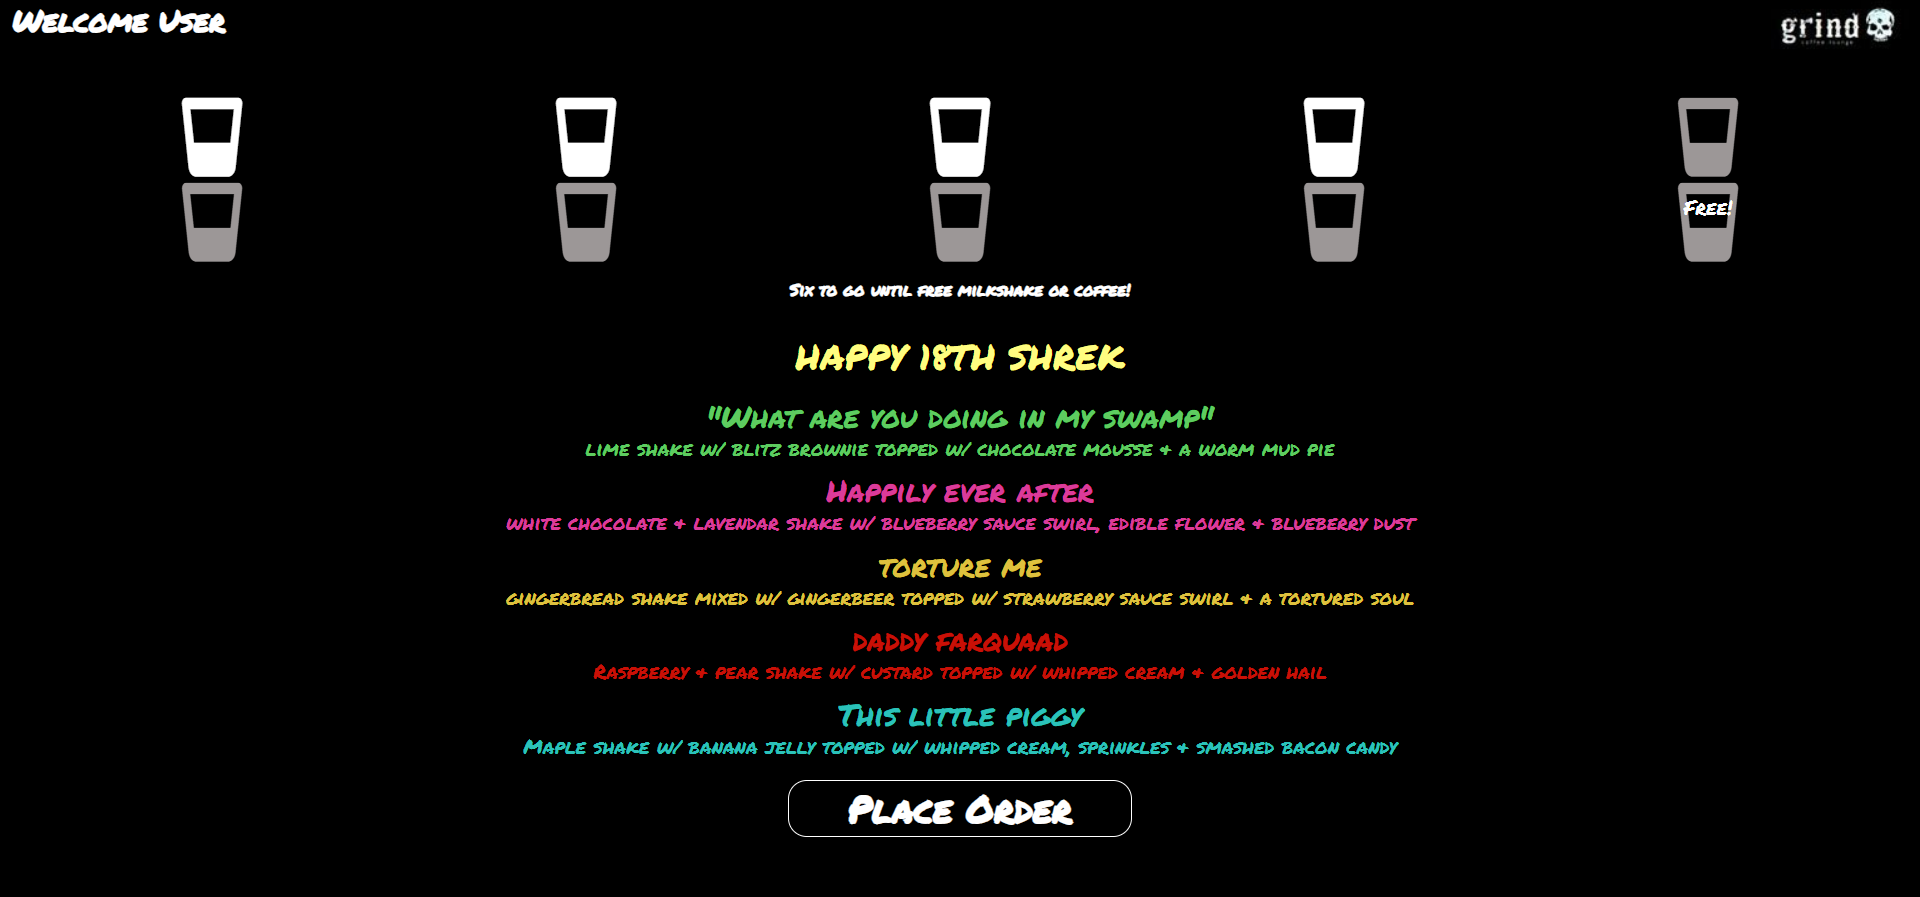 Welcome User
grind
coffee lounge
Free!
Six to go until free milkshake or coffee!
HAPPY 18TH SHREK
"What are you doing in my swamp"
lime shake w/ blitz brownie topped w/ chocolate mousse & a worm mud pie
Happily ever after
white chocolate & lavendar shake w/ blueberry sauce swirl, edible flower & blueberry dust
torture me
gingerbread shake mixed w/ gingerbeer topped w/ strawberry sauce swirl & a tortured soul
daddy farquaad
Raspberry & pear shake w/ custard topped w/ whipped cream & golden hail
This little piggy
Maple shake w/ banana jelly topped w/ whipped cream, sprinkles & smashed bacon candy
Place Order